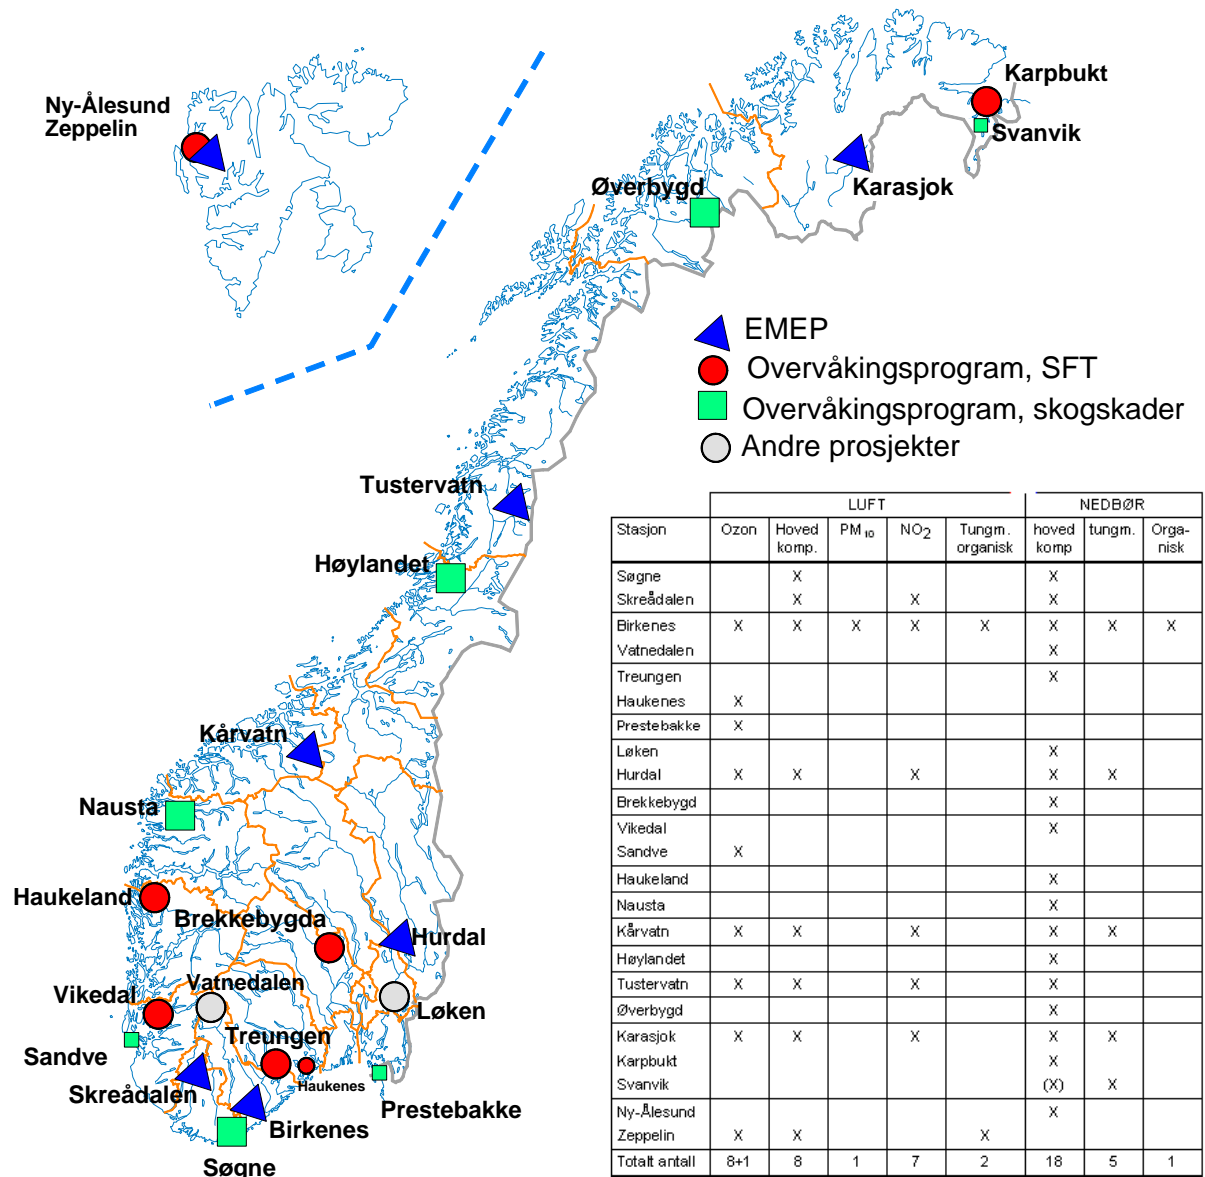 Ny-Ålesund
Zeppelin
Karpbukt
Svanvik
Karasjok
Øverbygd
EMEP
Overvåkingsprogram, SFT
Overvåkingsprogram, skogskader
Andre prosjekter
Tustervatn
Høylandet
Kårvatn
Nausta
Haukeland
Brekkebygda
Hurdal
Vatnedalen
Vikedal
Løken
Treungen
Sandve
Haukenes
Skreådalen
Prestebakke
Birkenes
Søgne
LUFT NEDBØR
Stasjon Ozon Hoved komp. PM10 NO2 Tungm. organisk hoved komp tungm. Orga-nisk
Søgne X X
Skreådalen X X X
Birkenes X X X X X X X X
Vatnedalen X
Treungen X
Haukenes X
Prestebakke X
Løken X
Hurdal X X X X X
Brekkebygd X
Vikedal X
Sandve X
Haukeland X
Nausta X
Kårvatn X X X X X
Høylandet X
Tustervatn X X X X
Øverbygd X
Karasjok X X X X X
Karpbukt X
Svanvik (X) X
Ny-Ålesund X
Zeppelin X X X
Totalt antall 8+1 8 1 7 2 18 5 1